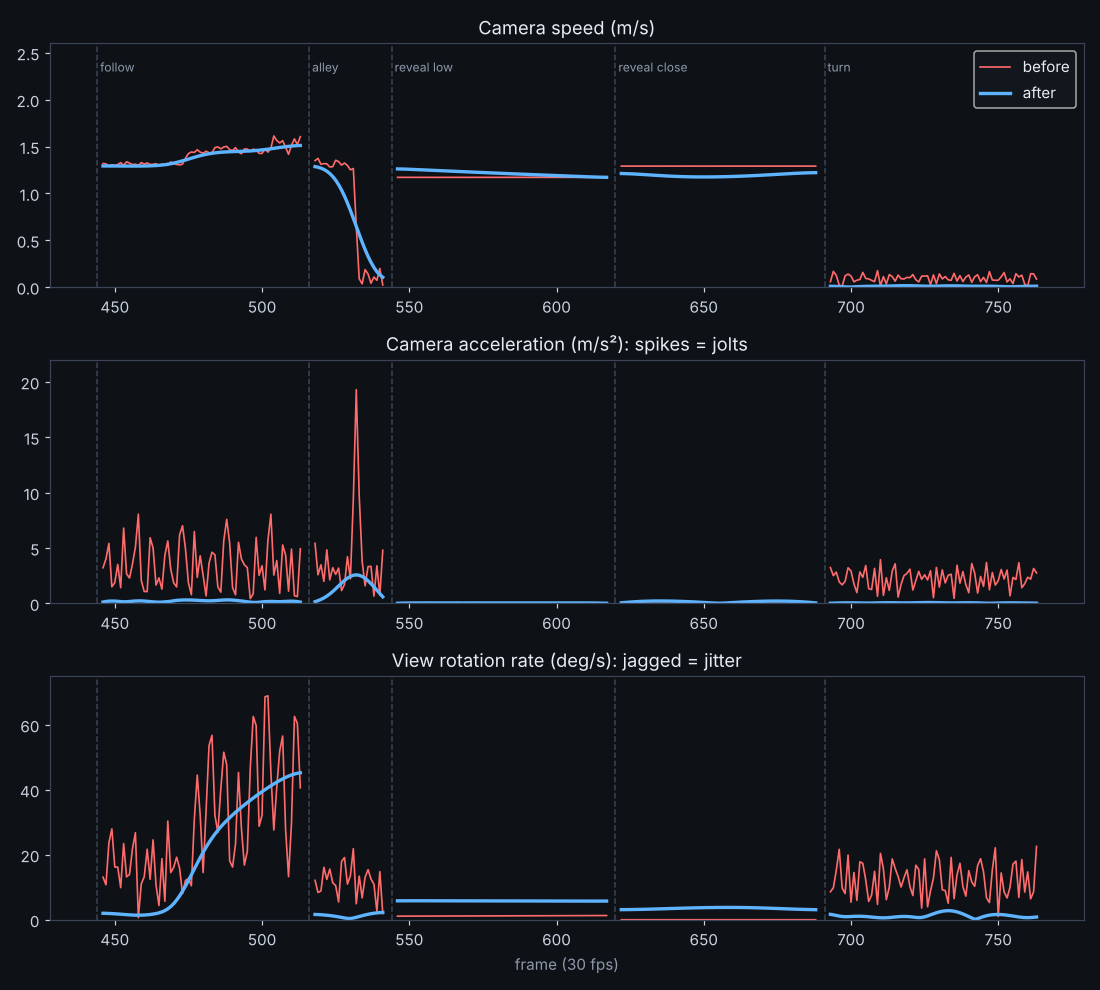 Camera speed (m/s)
2.5
2.0
1.5
1.0
0.5
0.0
follow
alley
reveal low
reveal close
turn
before
after
450 500 550 600 650 700 750
Camera acceleration (m/s²): spikes = jolts
20
15
10
5
0
450 500 550 600 650 700 750
View rotation rate (deg/s): jagged = jitter
60
40
20
0
450 500 550 600 650 700 750
frame (30 fps)